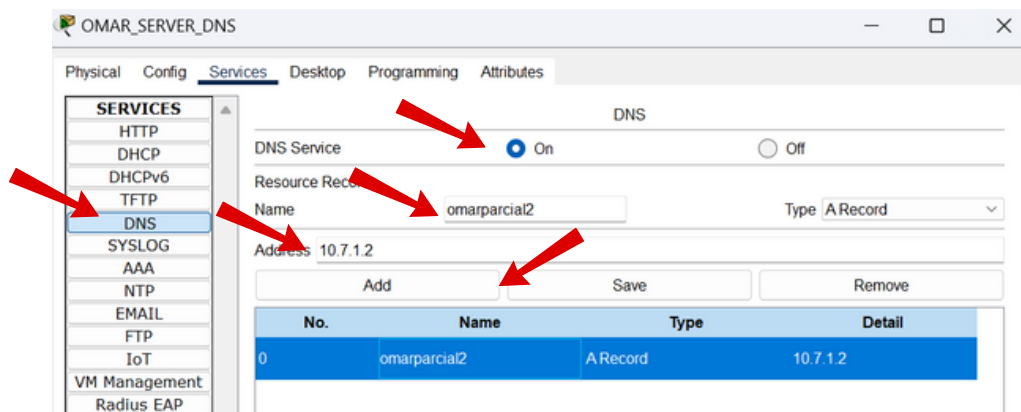 OMAR_SERVER_DNS
Physical Config Services Desktop Programming Attributes
SERVICES
HTTP
DHCP
DHCPv6
TFTP
DNS
SYSLOG
AAA
NTP
EMAIL
FTP
IoT
VM Management
Radius EAP
DNS
DNS Service On Off
Resource
Name omarparcial2 Type A Record
Address 10.7.1.2
Add Save Remove
No. Name Type Detail
0 omarparcial2 A Record 10.7.1.2